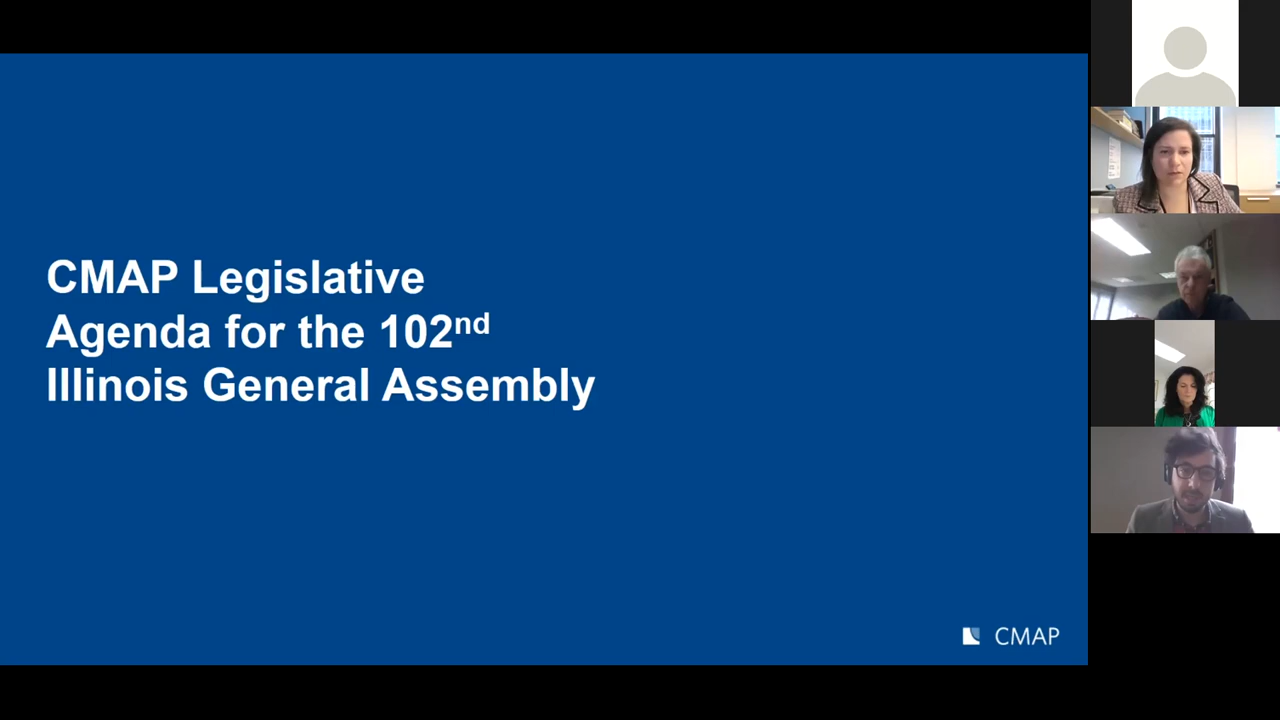 CMAP Legislative
Agenda for the 102nd
Illinois General Assembly
CMAP